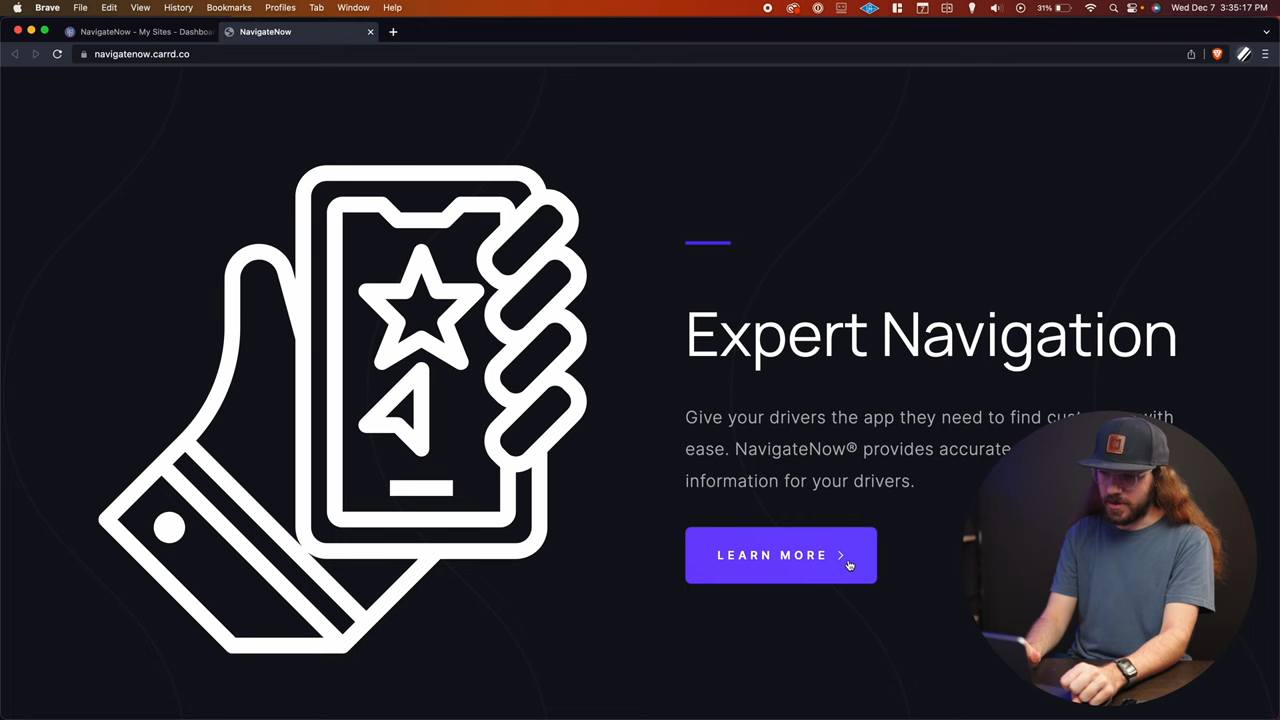 Brave File Edit View History Bookmarks Profiles Tab Window Help 31% Wed Dec 7 3:35:17 PM
NavigateNow - My Sites - Dashboar NavigateNow
navigatenow.carrd.co
Expert Navigation
Give your drivers the app they need to find with
ease. NavigateNow® provides accurate
information for your drivers.
LEARN MORE